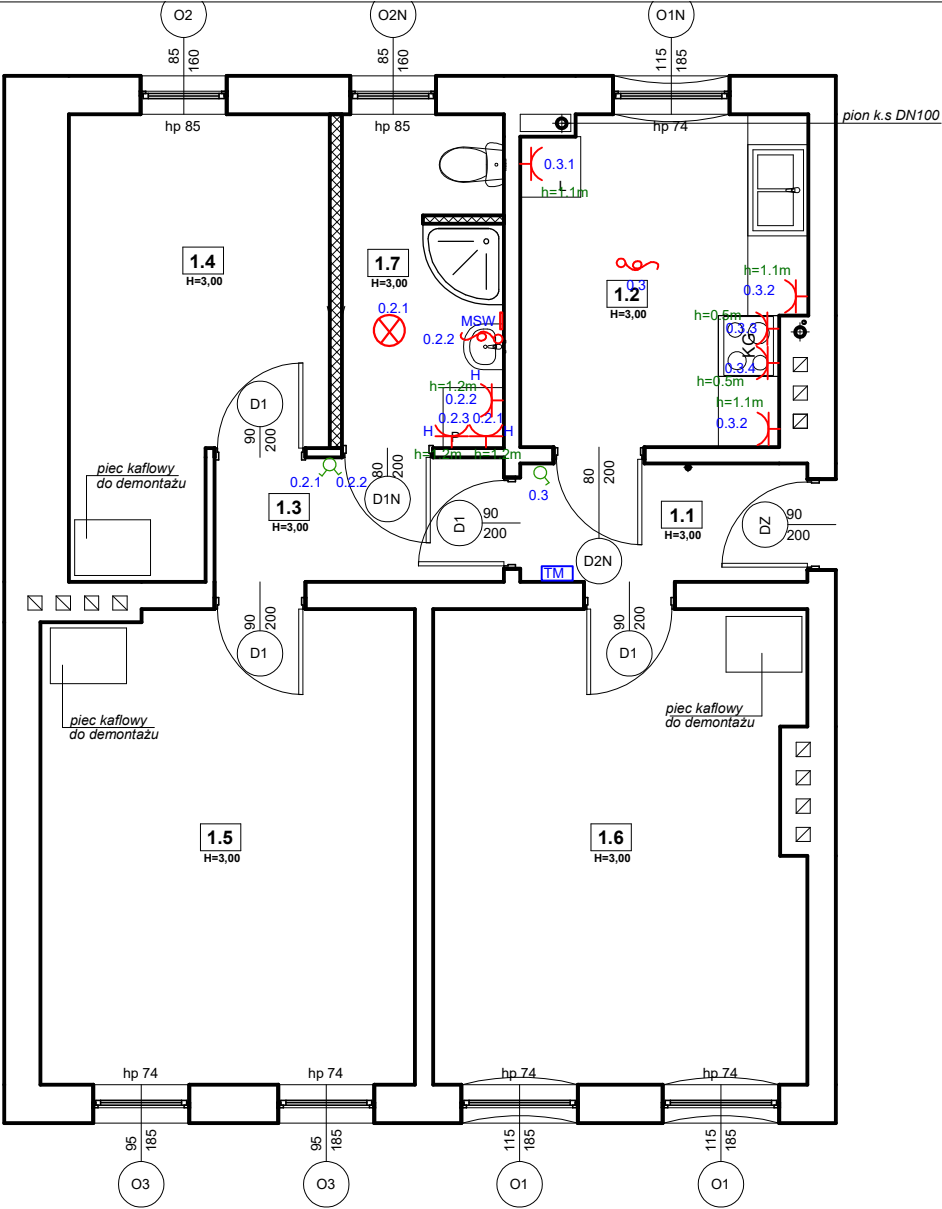 O2
O2N
O1N
85
160
85
160
115
185
hp 85
hp 85
hp 74
pion k.s DN100
0.3.1
L
h=1.1m
1.4
H=3,00
1.7
H=3,00
0.3
1.2
H=3,00
h=1.1m
0.3.2
0.2.1
MSW
0.2.2
h=0.5m
0.3.3
KG
0.3.4
h=0.5m
H
h=1.2m
0.2.2
h=1.1m
0.3.2
0.2.3
0.2.1
H
P
H
h=1.2m
h=1.2m
D1
90
200
piec kaflowy
do demontażu
0.2.1
0.2.2
80
200
D1N
0.3
80
200
1.3
H=3,00
D1
90
200
1.1
H=3,00
DZ
90
200
TM
D2N
90
200
D1
90
200
D1
piec kaflowy
do demontażu
piec kaflowy
do demontażu
1.5
H=3,00
1.6
H=3,00
hp 74
hp 74
hp 74
hp 74
95
185
95
185
115
185
115
185
O3
O3
O1
O1